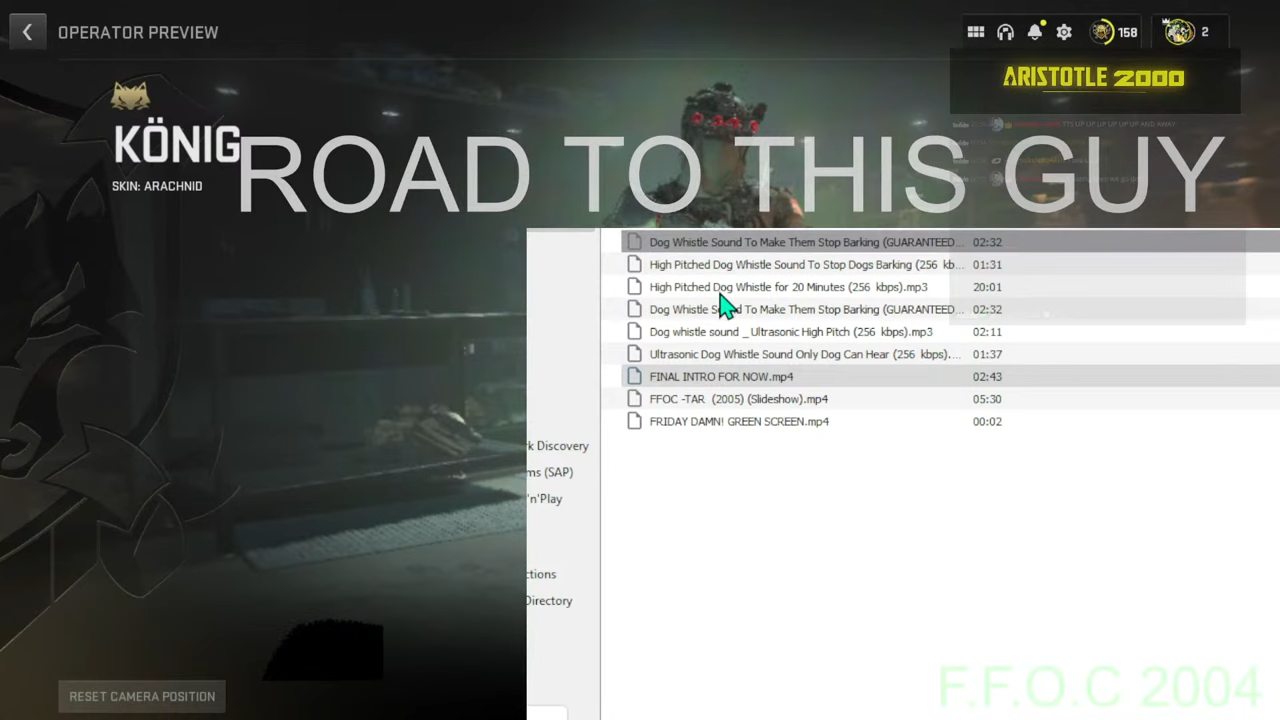 OPERATOR PREVIEW
158
2
ARISTOTLE 2000
KÖNIG
SKIN: ARACHNID
ROAD TO THIS GUY
Dog Whistle Sound To Make Them Stop Barking (GUARANTEED... 02:32
High Pitched Dog Whistle Sound To Stop Dogs Barking (256 kb... 01:31
High Pitched Dog Whistle for 20 Minutes (256 kbps).mp3 20:01
Dog Whistle Sound To Make Them Stop Barking (GUARANTEED... 02:32
Dog whistle sound _ Ultrasonic High Pitch (256 kbps).mp3 02:11
Ultrasonic Dog Whistle Sound Only Dog Can Hear (256 kbps).... 01:37
FINAL INTRO FOR NOW.mp4 02:43
FFOC -TAR (2005) (Slideshow).mp4 05:30
FRIDAY DAMN! GREEN SCREEN.mp4 00:02
k Discovery
ms (SAP)
'n'Play
ctions
Directory
RESET CAMERA POSITION
F.F.O.C 2004